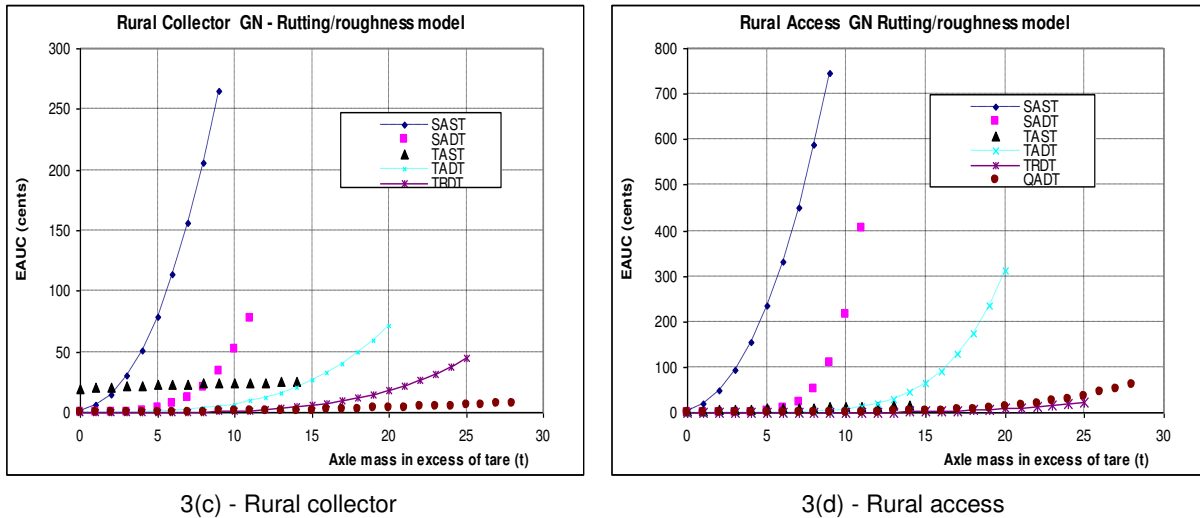 Rural Collector GN - Rutting/roughness model
300
250
200
150
100
50
0
EAUC (cents)
0 5 10 15 20 25 30
Axle mass in excess of tare (t)
SAST
SADT
TAST
TADT
TRDT
3(c) - Rural collector
Rural Access GN Rutting/roughness model
800
700
600
500
400
300
200
100
0
EAUC (cents)
0 5 10 15 20 25 30
Axle mass in excess of tare (t)
SAST
SADT
TAST
TADT
TRDT
QADT
3(d) - Rural access